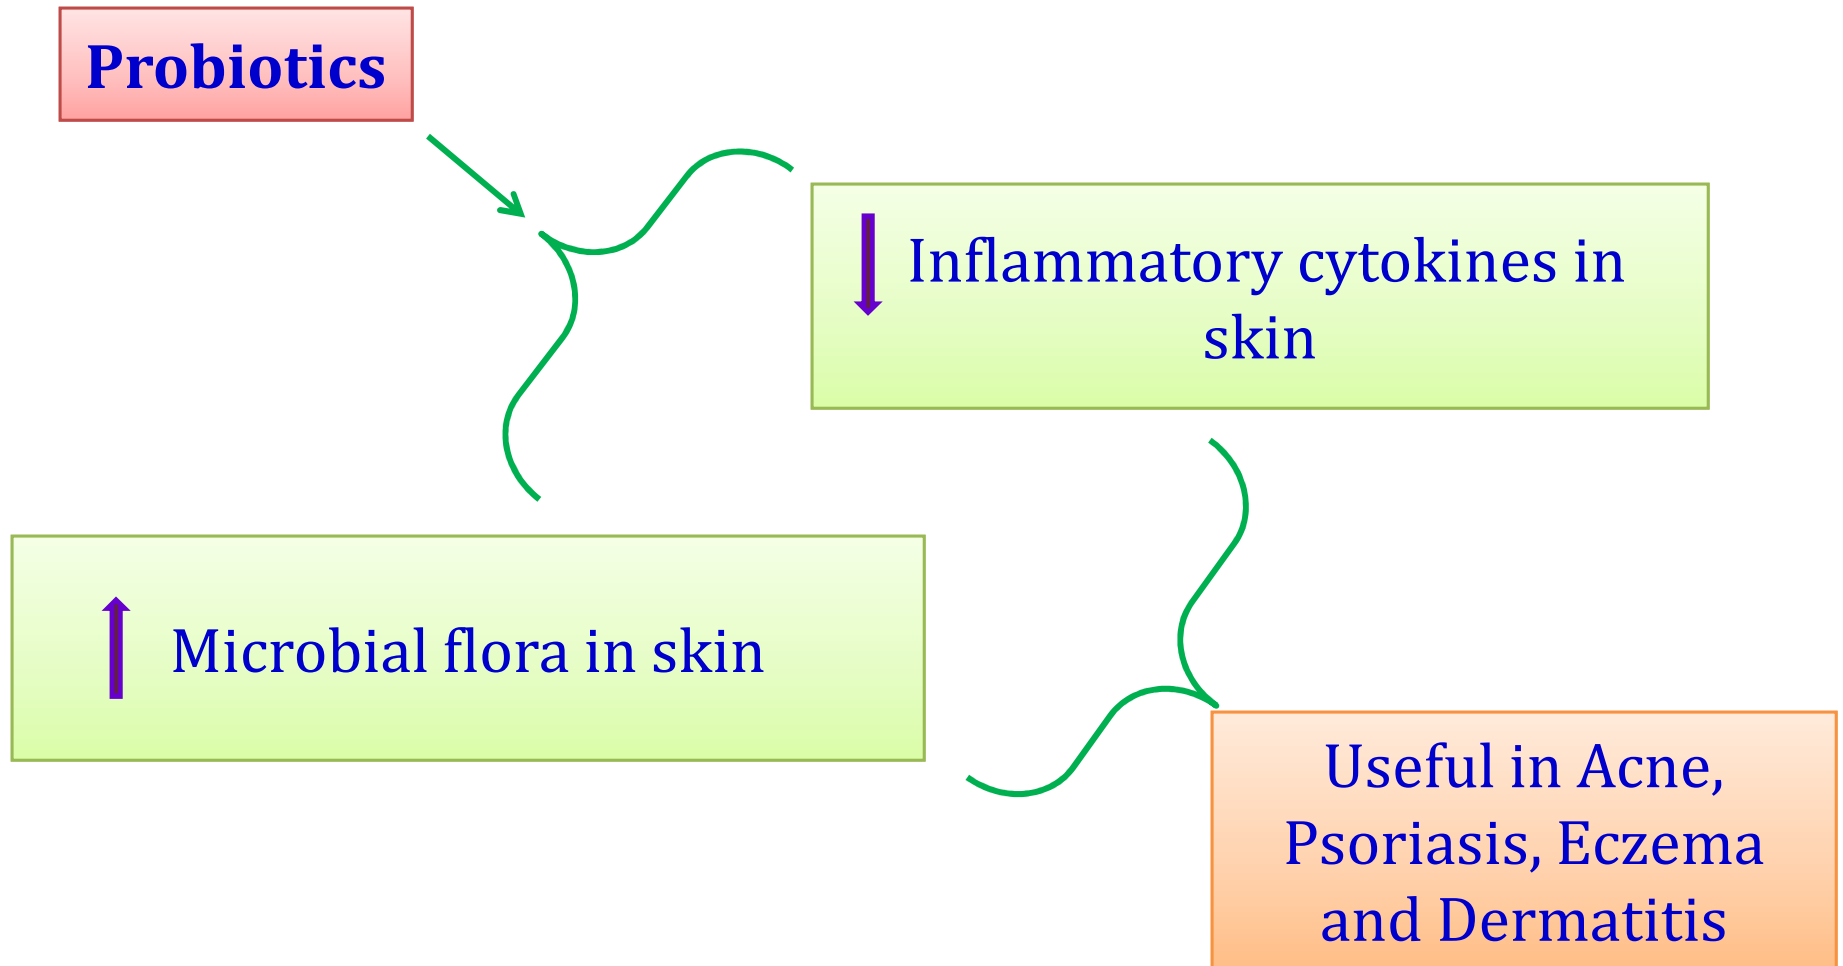 Probiotics
Inflammatory cytokines in
skin
Microbial flora in skin
Useful in Acne,
Psoriasis, Eczema
and Dermatitis